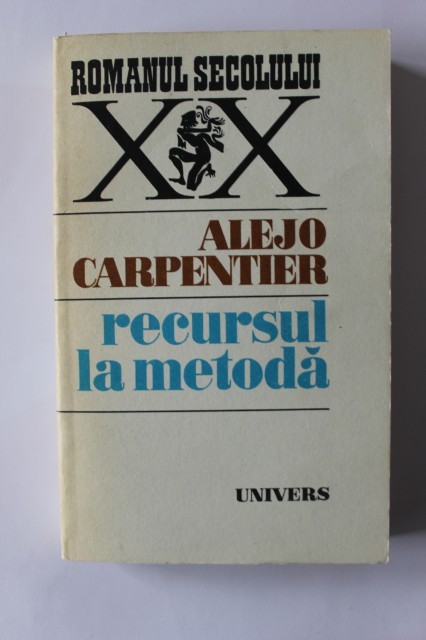 ROMANUL SECOLULUI
XX
ALEJO
CARPENTIER
recursul
la metodă
UNIVERS